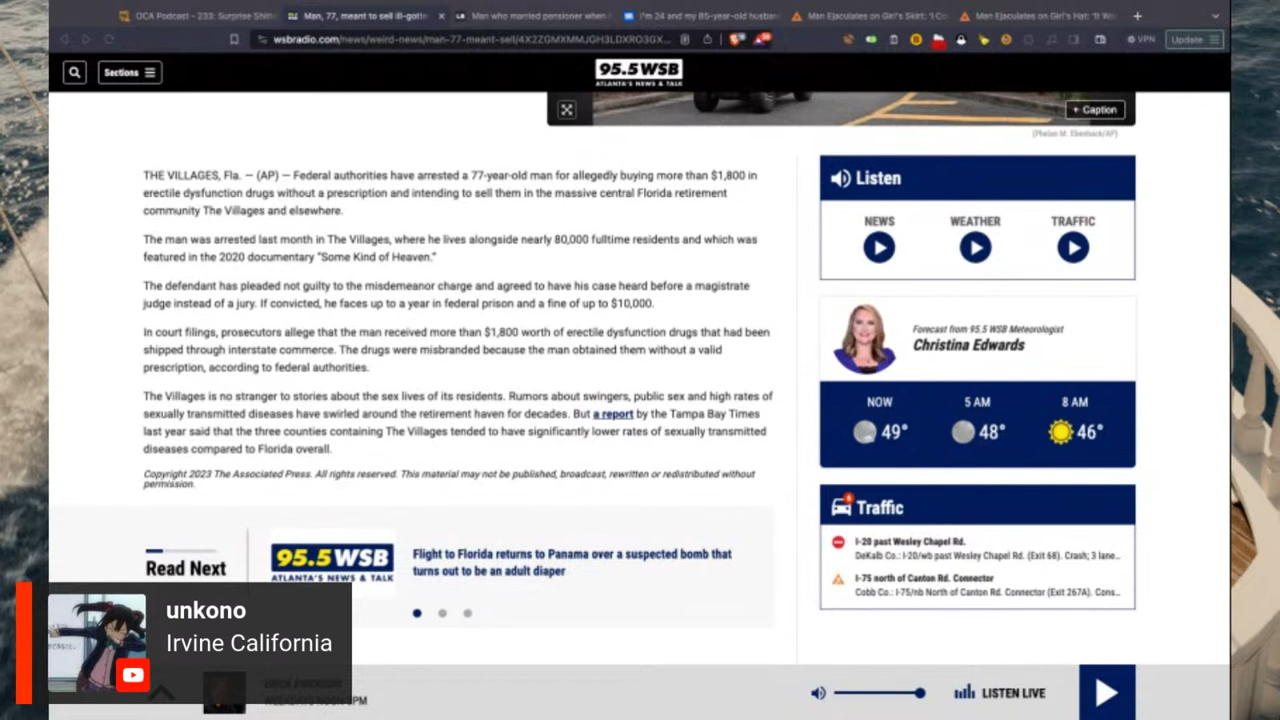 OCA Podcast - 233: Surprise Shitt
Man, 77, meant to sell ill-gott
Man who married pensioner when
I'm 24 and my 85-year-old husban
Man Ejaculates on Girl's Skirt: 'I Co
Man Ejaculates on Girl's Hat: 'It W
wsbradio.com/news/weird-news/man-77-meant-sell/4X2ZGMXMMJGH3LDXRO3GX...
VPN
Update
Sections
95.5 WSB
ATLANTA'S NEWS & TALK
+ Caption
(Phelan M. Ebenhack/AP)
THE VILLAGES, Fla. — (AP) — Federal authorities have arrested a 77-year-old man for allegedly buying more than $1,800 in
erectile dysfunction drugs without a prescription and intending to sell them in the massive central Florida retirement
community The Villages and elsewhere.
The man was arrested last month in The Villages, where he lives alongside nearly 80,000 fulltime residents and which was
featured in the 2020 documentary "Some Kind of Heaven."
The defendant has pleaded not guilty to the misdemeanor charge and agreed to have his case heard before a magistrate
judge instead of a jury. If convicted, he faces up to a year in federal prison and a fine of up to $10,000.
In court filings, prosecutors allege that the man received more than $1,800 worth of erectile dysfunction drugs that had been
shipped through interstate commerce. The drugs were misbranded because the man obtained them without a valid
prescription, according to federal authorities.
The Villages is no stranger to stories about the sex lives of its residents. Rumors about swingers, public sex and high rates of
sexually transmitted diseases have swirled around the retirement haven for decades. But a report by the Tampa Bay Times
last year said that the three counties containing The Villages tended to have significantly lower rates of sexually transmitted
diseases compared to Florida overall.
Copyright 2023 The Associated Press. All rights reserved. This material may not be published, broadcast, rewritten or redistributed without
permission.
Listen
NEWS
WEATHER
TRAFFIC
Forecast from 95.5 WSB Meteorologist
Christina Edwards
NOW
5 AM
8 AM
49°
48°
46°
Traffic
I-20 past Wesley Chapel Rd.
DeKalb Co.: I-20/wb past Wesley Chapel Rd. (Exit 68). Crash; 3 lane...
I-75 north of Canton Rd. Connector
Cobb Co.: I-75/nb North of Canton Rd. Connector (Exit 267A). Cons...
Read Next
95.5 WSB
ATLANTA'S NEWS & TALK
Flight to Florida returns to Panama over a suspected bomb that
turns out to be an adult diaper
unkono
Irvine California
LISTEN LIVE